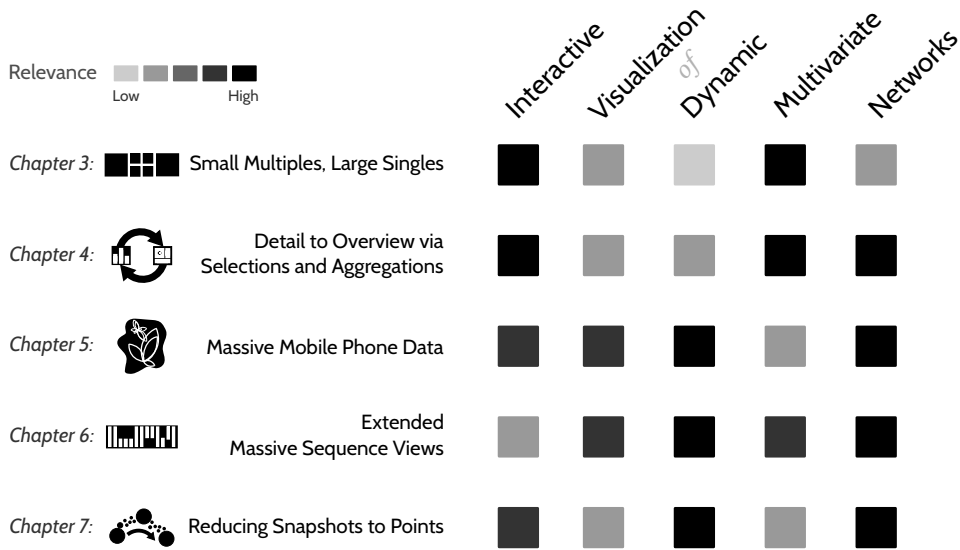 Interactive
Visualization
of
Dynamic
Multivariate
Networks
Relevance
Low
High
Chapter 3: Small Multiples, Large Singles
Chapter 4: Detail to Overview via
Selections and Aggregations
Chapter 5: Massive Mobile Phone Data
Chapter 6: Extended
Massive Sequence Views
Chapter 7: Reducing Snapshots to Points